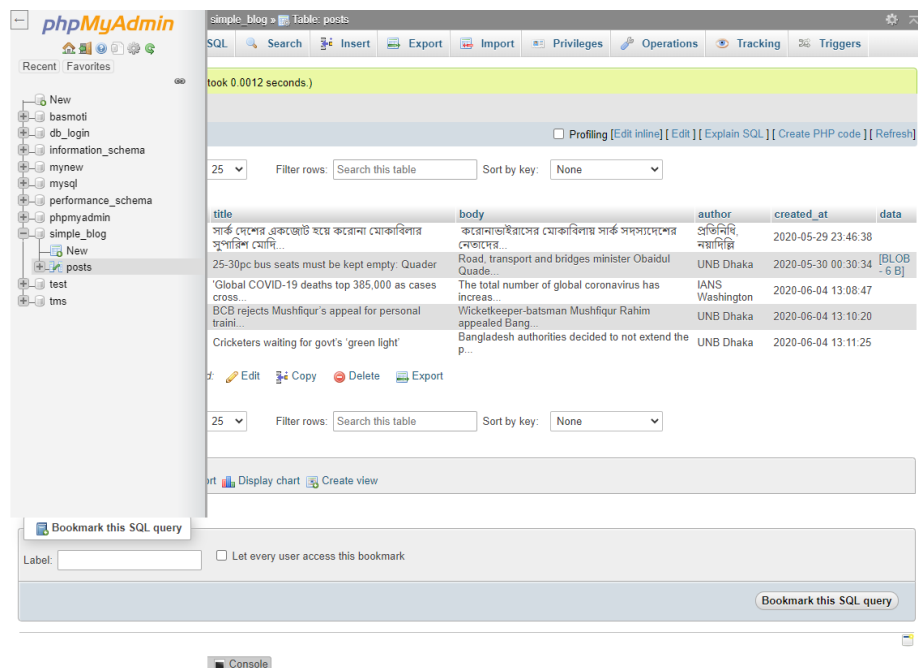 phpMyAdmin
Recent Favorites
New
basmoti
db_login
information_schema
mynew
mysql
performance_schema
phpmyadmin
simple_blog
New
posts
test
tms
simple_blog » Table: posts
SQL Search Insert Export Import Privileges Operations Tracking Triggers
took 0.0012 seconds.)
Profiling [Edit inline] [ Edit ] [ Explain SQL ] [ Create PHP code ] [ Refresh]
25 Filter rows: Search this table Sort by key: None
title body author created_at data
সার্ক দেশের একজোট হয়ে করোনা মোকাবিলার
সুপারিশ মোদি...
করোনাভাইরাসের মোকাবিলায় সার্ক সদস্যদেশের
নেতাদের...
প্রতিনিধি,
নয়াদিল্লি
2020-05-29 23:46:38
25-30pc bus seats must be kept empty: Quader
Road, transport and bridges minister Obaidul
Quade...
UNB Dhaka
2020-05-30 00:30:34
[BLOB
- 6 B]
'Global COVID-19 deaths top 385,000 as cases
cross...
The total number of global coronavirus has
increas...
IANS
Washington
2020-06-04 13:08:47
BCB rejects Mushfiqur's appeal for personal
traini...
Wicketkeeper-batsman Mushfiqur Rahim
appealed Bang...
UNB Dhaka
2020-06-04 13:10:20
Cricketers waiting for govt's 'green light'
Bangladesh authorities decided to not extend the
p...
UNB Dhaka
2020-06-04 13:11:25
Edit Copy Delete Export
25 Filter rows: Search this table Sort by key: None
Display chart Create view
Bookmark this SQL query
Label: Let every user access this bookmark
Bookmark this SQL query
Console